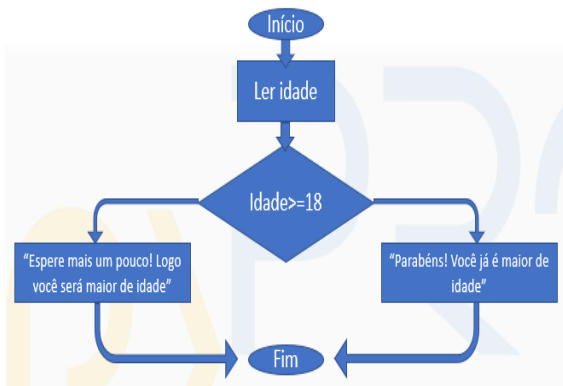 Início
Ler idade
Idade>=18
“Espere mais um pouco! Logo
você será maior de idade”
“Parabéns! Você já é maior de
idade”
Fim